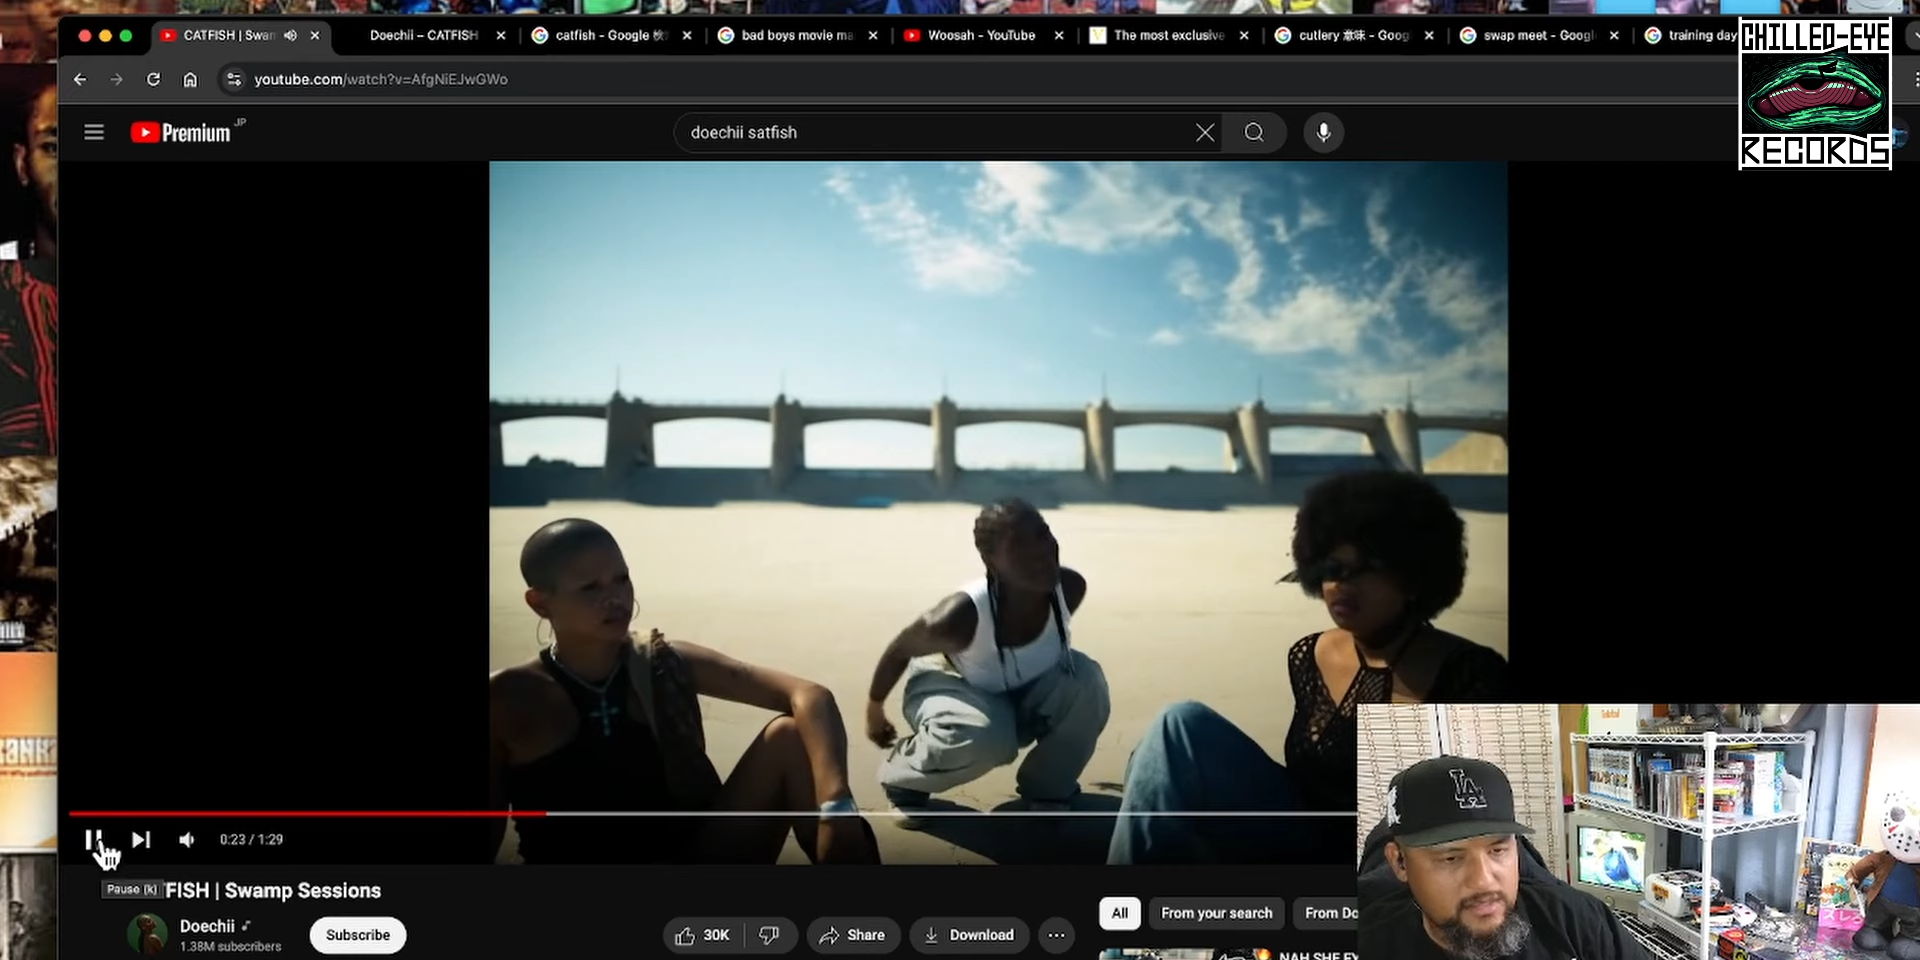 CATFISH | Swam
Doechii – CATFISH
catfish - Google 検
bad boys movie ma
Woosah - YouTube
The most exclusive
cutlery 意味 - Goog
swap meet - Googl
training day
CHILLED-EYE
RECORDS
youtube.com/watch?v=AfgNiEJwGWo
Premium JP
doechii satfish
LA
0:23 / 1:29
Pause (k)
FISH | Swamp Sessions
Doechii
1.38M subscribers
Subscribe
30K
Share
Download
All
From your search
From Do
NAH SHE